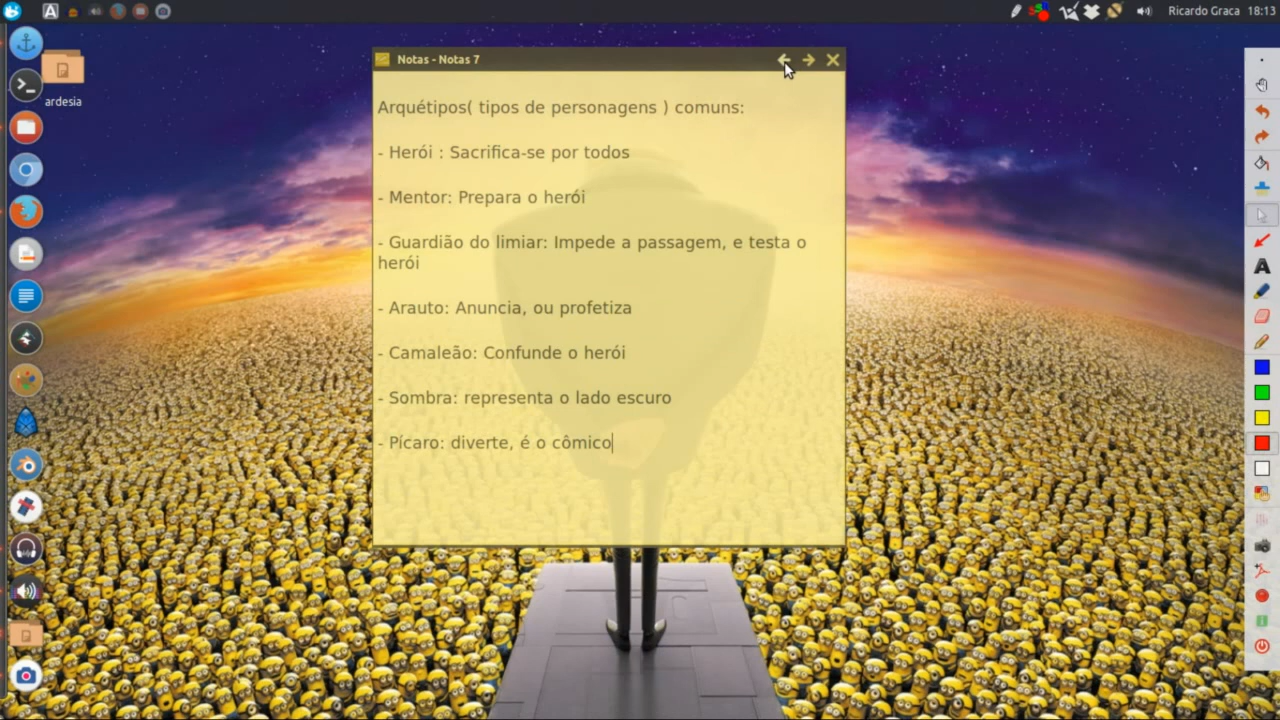 Ricardo Graca 18:13
ardesia
Notas - Notas 7
Arquétipos( tipos de personagens ) comuns:
- Herói : Sacrifica-se por todos
- Mentor: Prepara o herói
- Guardião do limiar: Impede a passagem, e testa o
herói
- Arauto: Anuncia, ou profetiza
- Camaleão: Confunde o herói
- Sombra: representa o lado escuro
- Pícaro: diverte, é o cômico